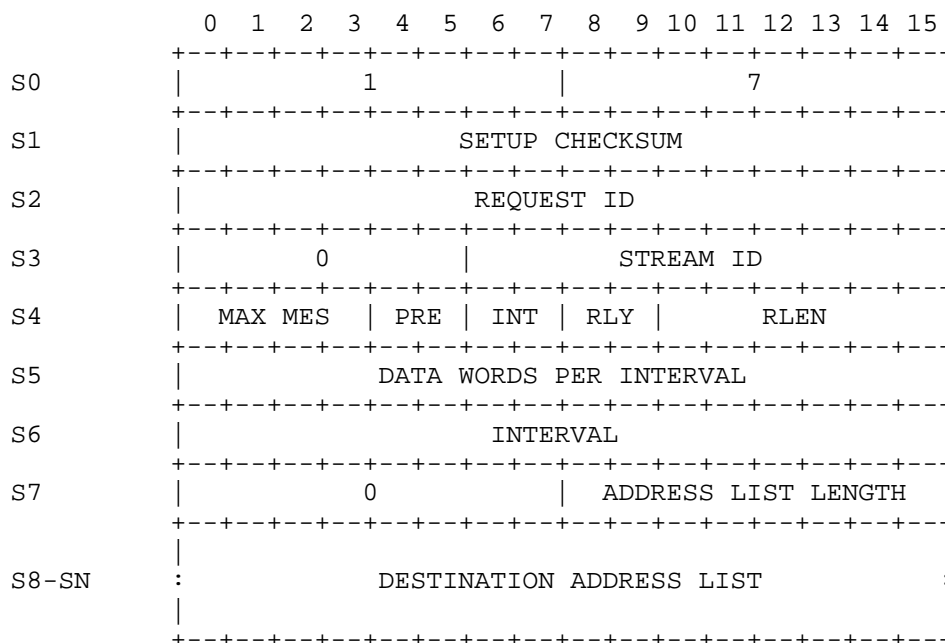 0 1 2 3 4 5 6 7 8 9 10 11 12 13 14 15
+--+--+--+--+--+--+--+--+--+--+--+--+--+--+--+--
S0 | 1 | 7
+--+--+--+--+--+--+--+--+--+--+--+--+--+--+--+--
S1 | SETUP CHECKSUM
+--+--+--+--+--+--+--+--+--+--+--+--+--+--+--+--
S2 | REQUEST ID
+--+--+--+--+--+--+--+--+--+--+--+--+--+--+--+--
S3 | 0 | STREAM ID
+--+--+--+--+--+--+--+--+--+--+--+--+--+--+--+--
S4 | MAX MES | PRE | INT | RLY | RLEN
+--+--+--+--+--+--+--+--+--+--+--+--+--+--+--+--
S5 | DATA WORDS PER INTERVAL
+--+--+--+--+--+--+--+--+--+--+--+--+--+--+--+--
S6 | INTERVAL
+--+--+--+--+--+--+--+--+--+--+--+--+--+--+--+--
S7 | 0 | ADDRESS LIST LENGTH
+--+--+--+--+--+--+--+--+--+--+--+--+--+--+--+--
|
S8-SN : DESTINATION ADDRESS LIST :
|
+--+--+--+--+--+--+--+--+--+--+--+--+--+--+--+--